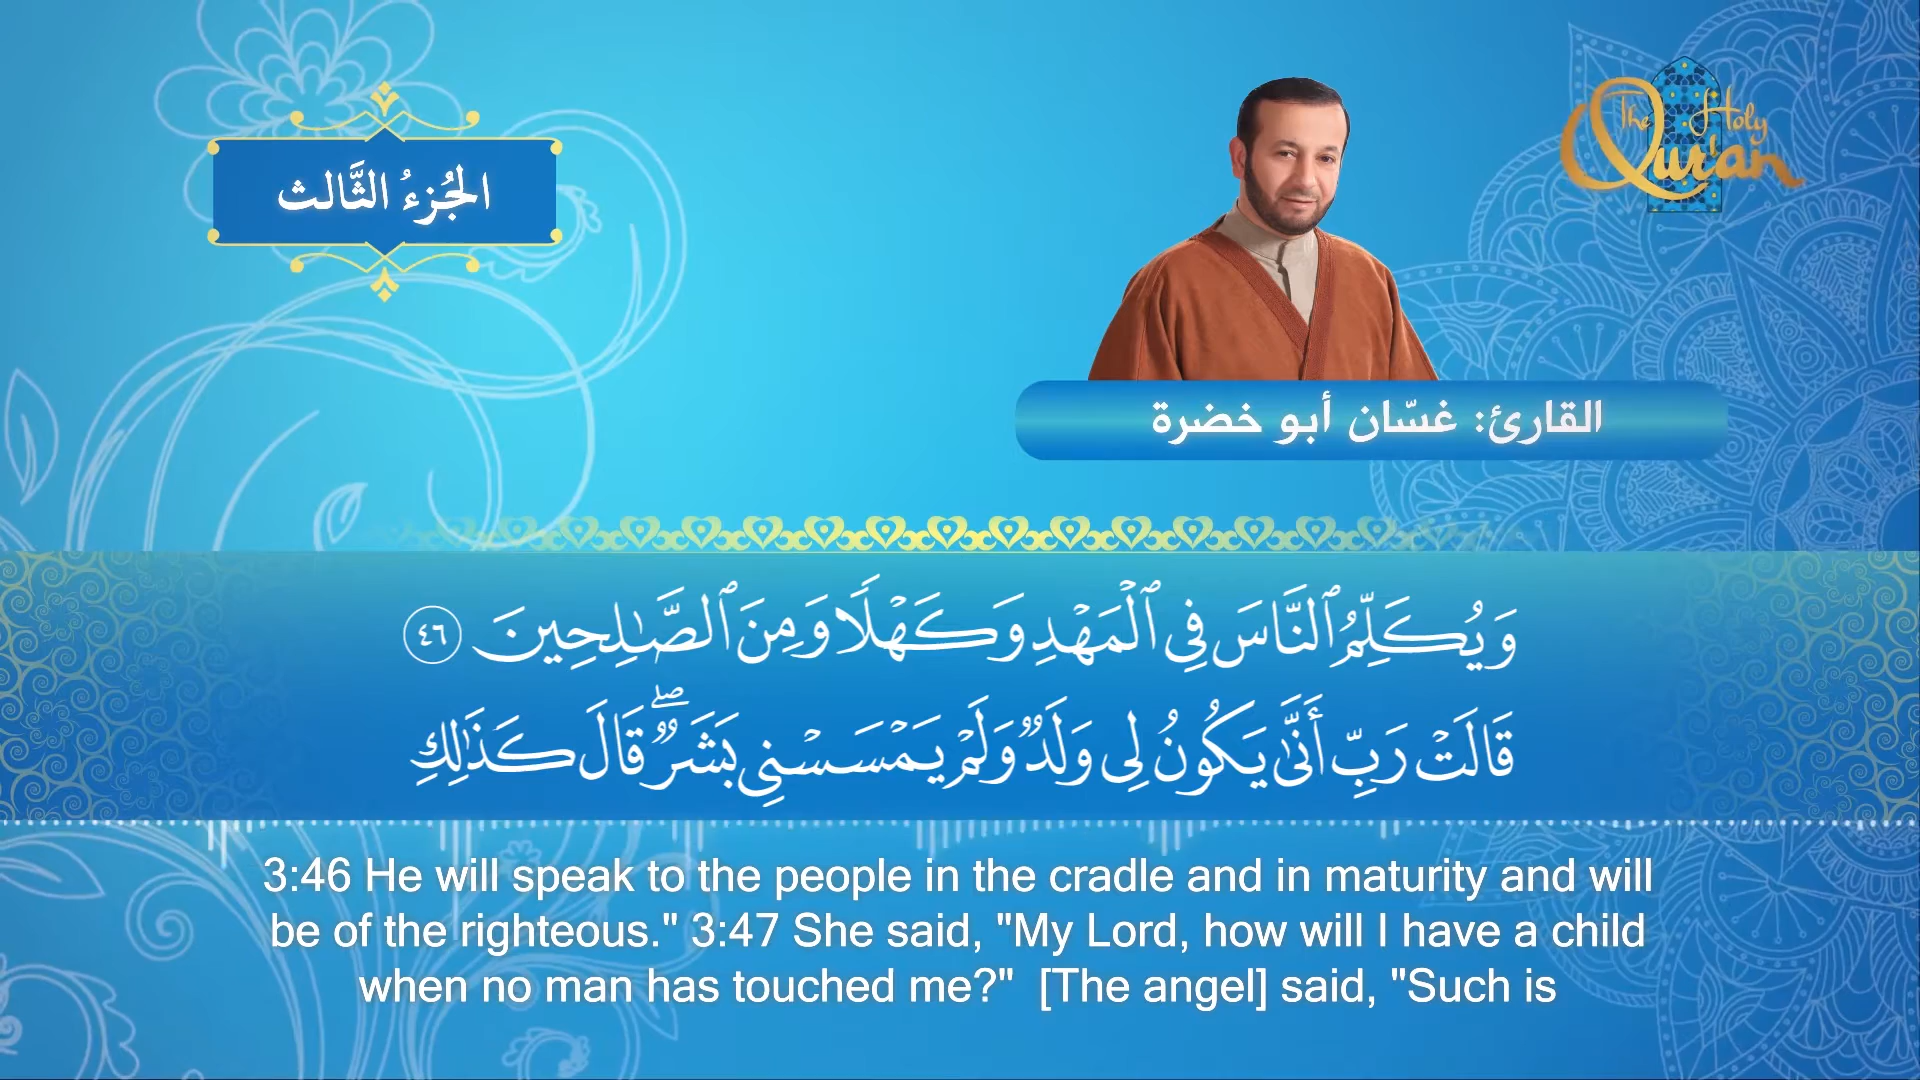 الجُزءُ الثَّالث
The Holy
Qur'an
القارئ: غسّان أبو خضرة
وَيُكَلِّمُ ٱلنَّاسَ فِي ٱلۡمَهۡدِ وَكَهۡلٗا وَمِنَ ٱلصَّٰلِحِينَ ٤٦
قَالَتۡ رَبِّ أَنَّىٰ يَكُونُ لِي وَلَدٞ وَلَمۡ يَمۡسَسۡنِي بَشَرٞۖ قَالَ كَذَٰلِكِ
3:46 He will speak to the people in the cradle and in maturity and will
be of the righteous." 3:47 She said, "My Lord, how will I have a child
when no man has touched me?"  [The angel] said, "Such is